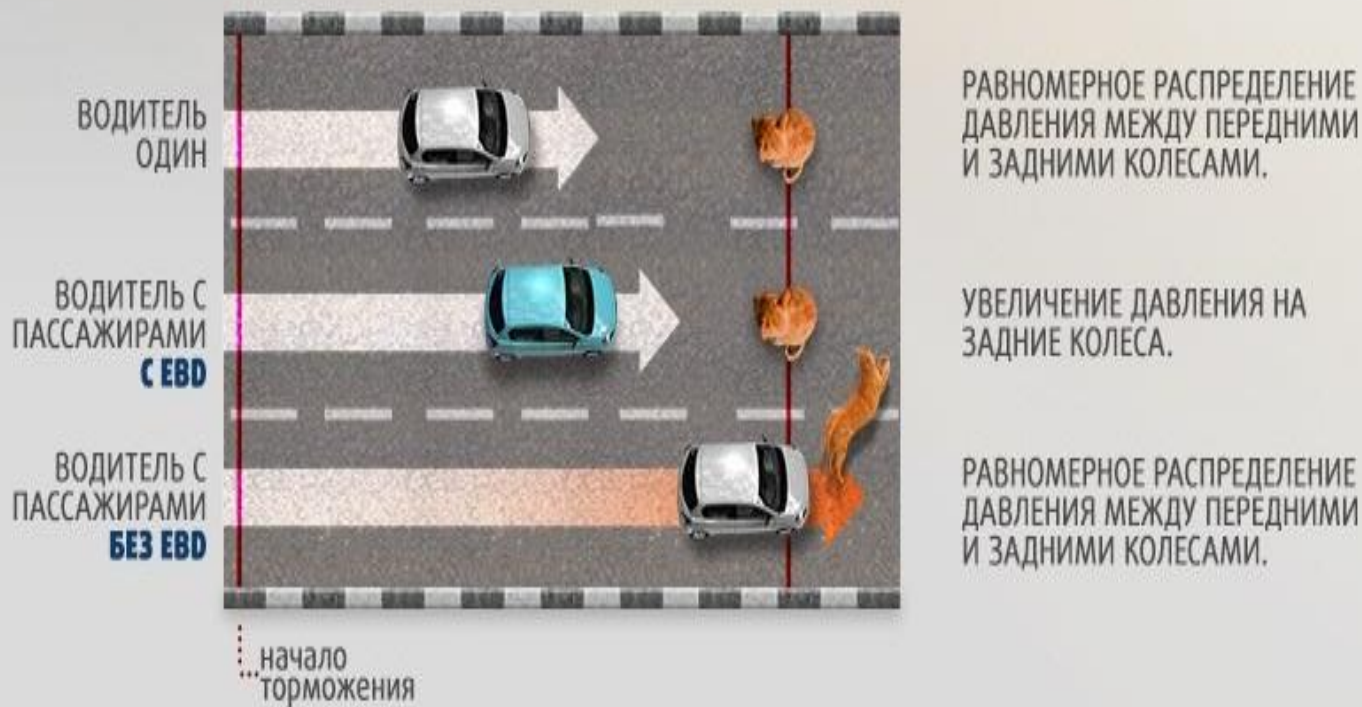 ВОДИТЕЛЬ
ОДИН
РАВНОМЕРНОЕ РАСПРЕДЕЛЕНИЕ
ДАВЛЕНИЯ МЕЖДУ ПЕРЕДНИМИ
И ЗАДНИМИ КОЛЕСАМИ.
ВОДИТЕЛЬ С
ПАССАЖИРАМИ
С EBD
УВЕЛИЧЕНИЕ ДАВЛЕНИЯ НА
ЗАДНИЕ КОЛЕСА.
ВОДИТЕЛЬ С
ПАССАЖИРАМИ
БЕЗ EBD
РАВНОМЕРНОЕ РАСПРЕДЕЛЕНИЕ
ДАВЛЕНИЯ МЕЖДУ ПЕРЕДНИМИ
И ЗАДНИМИ КОЛЕСАМИ.
начало
торможения